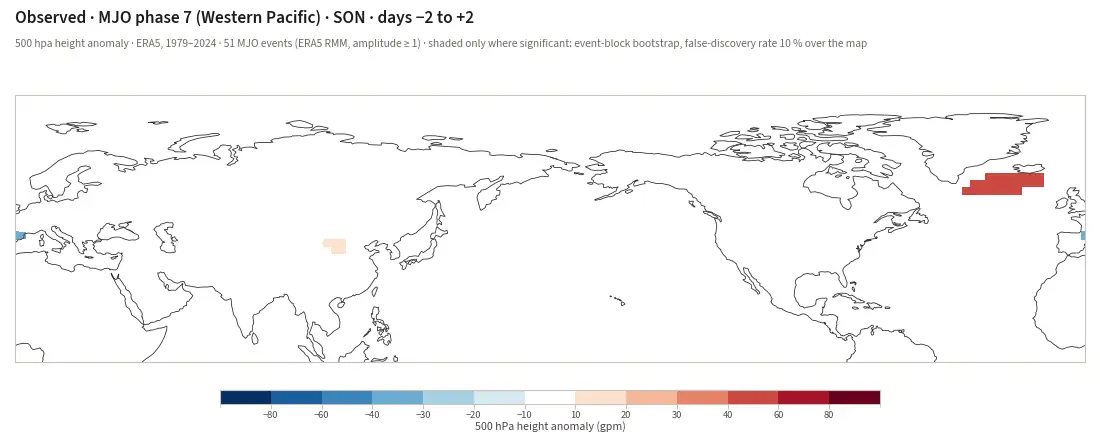 Observed · MJO phase 7 (Western Pacific) · SON · days −2 to +2
500 hpa height anomaly · ERA5, 1979–2024 · 51 MJO events (ERA5 RMM, amplitude ≥ 1) · shaded only where significant: event-block bootstrap, false-discovery rate 10 % over the map
−80 −60 −40 −30 −20 −10 10 20 30 40 60 80
500 hPa height anomaly (gpm)